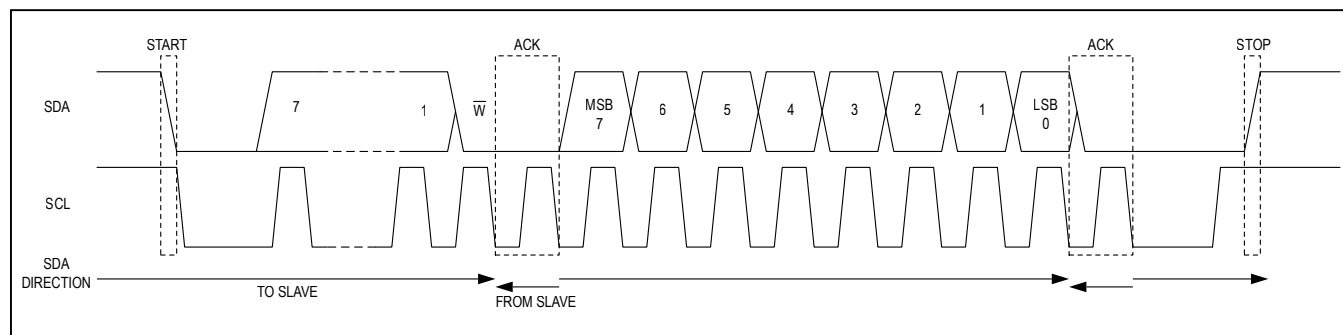 START ACK ACK STOP
SDA 7 1 W̅ MSB 7 6 5 4 3 2 1 LSB 0
SCL
SDA DIRECTION
TO SLAVE
FROM SLAVE